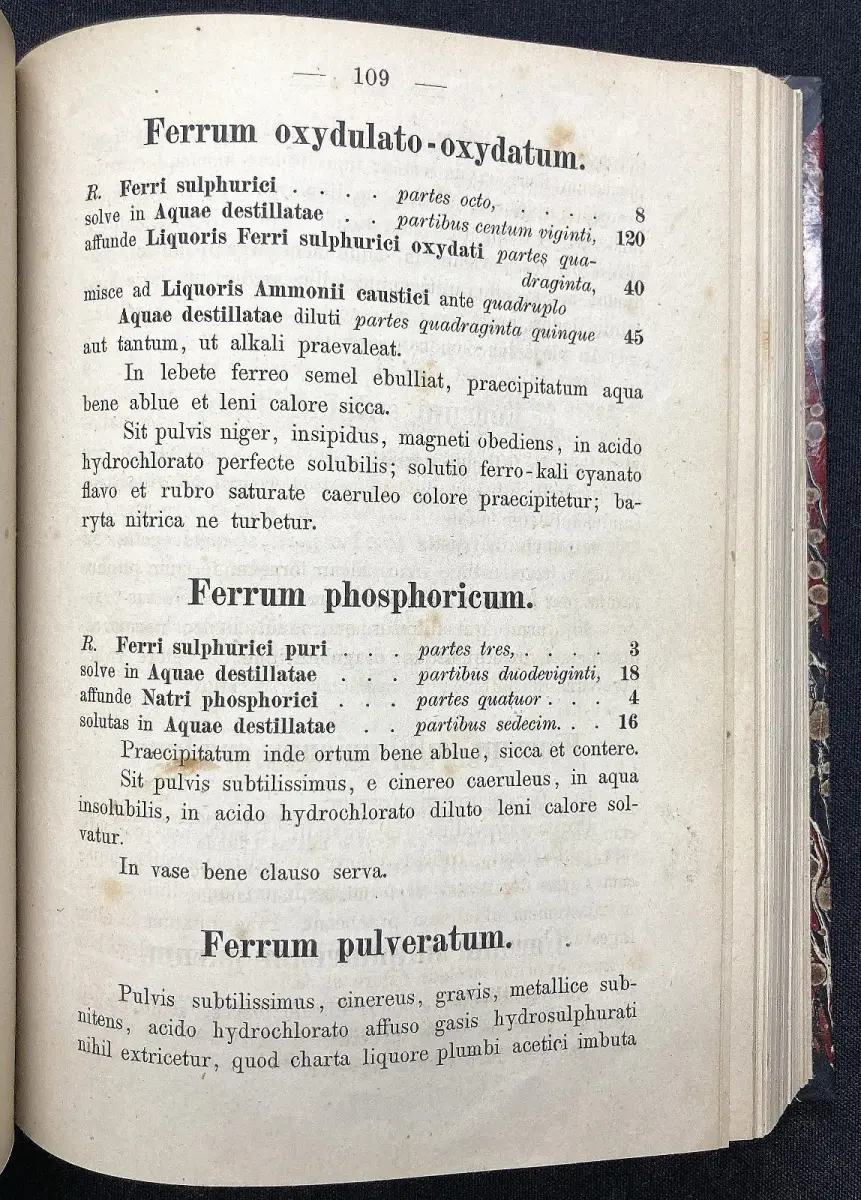 — 109 —
Ferrum oxydulato-oxydatum.
R. Ferri sulphurici . . . . partes octo, . . . . . 8
solve in Aquae destillatae . . partibus centum viginti, 120
affunde Liquoris Ferri sulphurici oxydati partes qua-
draginta, 40
misce ad Liquoris Ammonii caustici ante quadruplo
Aquae destillatae diluti partes quadraginta quinque 45
aut tantum, ut alkali praevaleat.
In lebete ferreo semel ebulliat, praecipitatum aqua
bene ablue et leni calore sicca.
Sit pulvis niger, insipidus, magneti obediens, in acido
hydrochlorato perfecte solubilis; solutio ferro-kali cyanato
flavo et rubro saturate caeruleo colore praecipitetur; ba-
ryta nitrica ne turbetur.
Ferrum phosphoricum.
R. Ferri sulphurici puri . . . partes tres, . . . . 3
solve in Aquae destillatae . . . partibus duodeviginti, 18
affunde Natri phosphorici . . . partes quatuor . . . 4
solutas in Aquae destillatae . . partibus sedecim. . . 16
Praecipitatum inde ortum bene ablue, sicca et contere.
Sit pulvis subtilissimus, e cinereo caeruleus, in aqua
insolubilis, in acido hydrochlorato diluto leni calore sol-
vatur.
In vase bene clauso serva.
Ferrum pulveratum.
Pulvis subtilissimus, cinereus, gravis, metallice sub-
nitens, acido hydrochlorato affuso gasis hydrosulphurati
nihil extricetur, quod charta liquore plumbi acetici imbuta